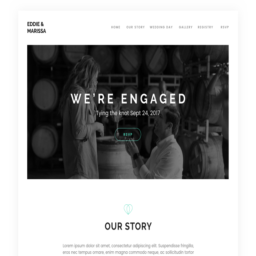 EDDIE &
MARISSA
HOME OUR STORY WEDDING DAY GALLERY REGISTRY RSVP
WE'RE ENGAGED
Tying the knot Sept 24, 2017
RSVP
OUR STORY
Lorem ipsum dolor sit amet, consectetur adipiscing elit. Suspendisse fringilla,
eros nec tempus ornare, mauris magna commodo neque, ac sollicitudin tortor